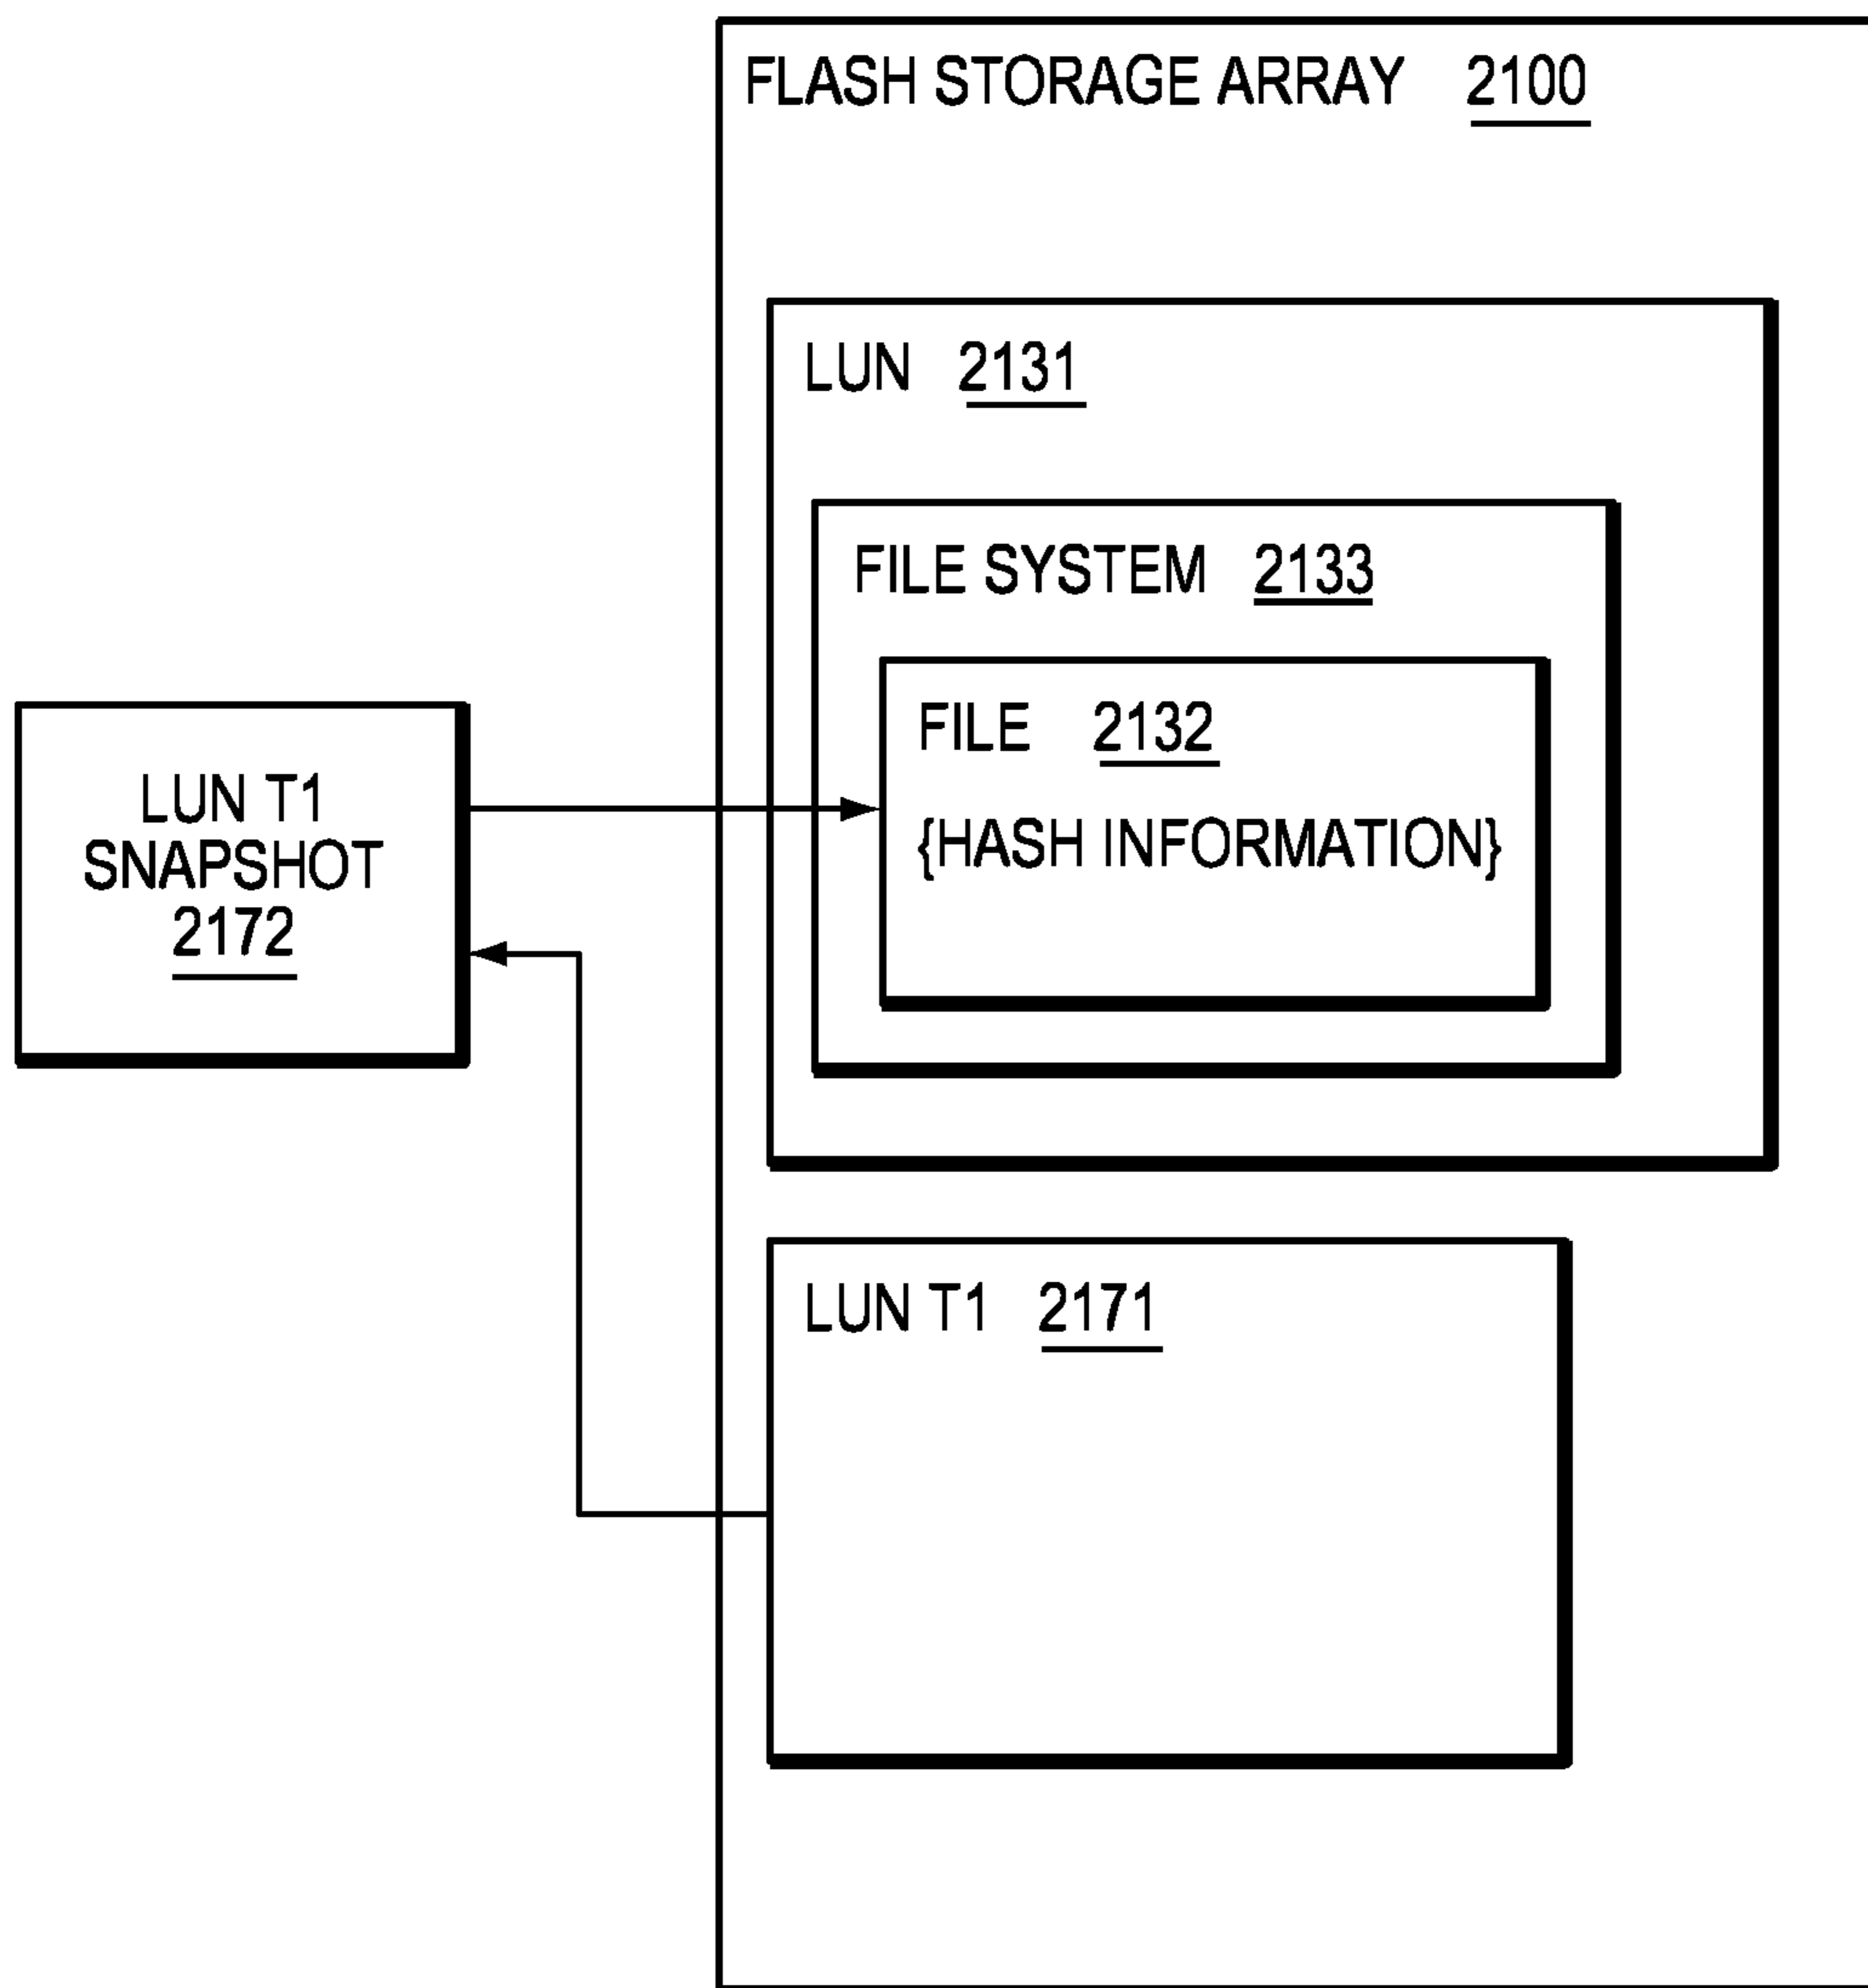 FLASH STORAGE ARRAY 2100
LUN 2131
FILE SYSTEM 2133
FILE 2132
{HASH INFORMATION}
LUN T1
SNAPSHOT
2172
LUN T1 2171